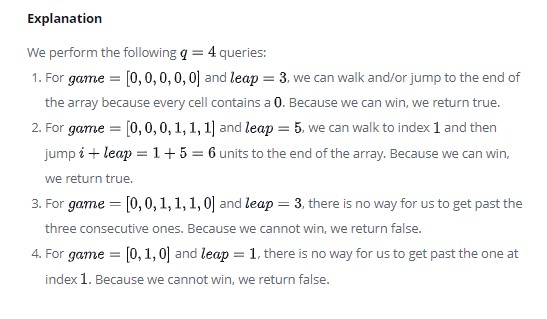 Explanation
We perform the following q = 4 queries:
1. For game = [0, 0, 0, 0, 0] and leap = 3, we can walk and/or jump to the end of
the array because every cell contains a 0. Because we can win, we return true.
2. For game = [0, 0, 0, 1, 1, 1] and leap = 5, we can walk to index 1 and then
jump i + leap = 1 + 5 = 6 units to the end of the array. Because we can win,
we return true.
3. For game = [0, 0, 1, 1, 1, 0] and leap = 3, there is no way for us to get past the
three consecutive ones. Because we cannot win, we return false.
4. For game = [0, 1, 0] and leap = 1, there is no way for us to get past the one at
index 1. Because we cannot win, we return false.